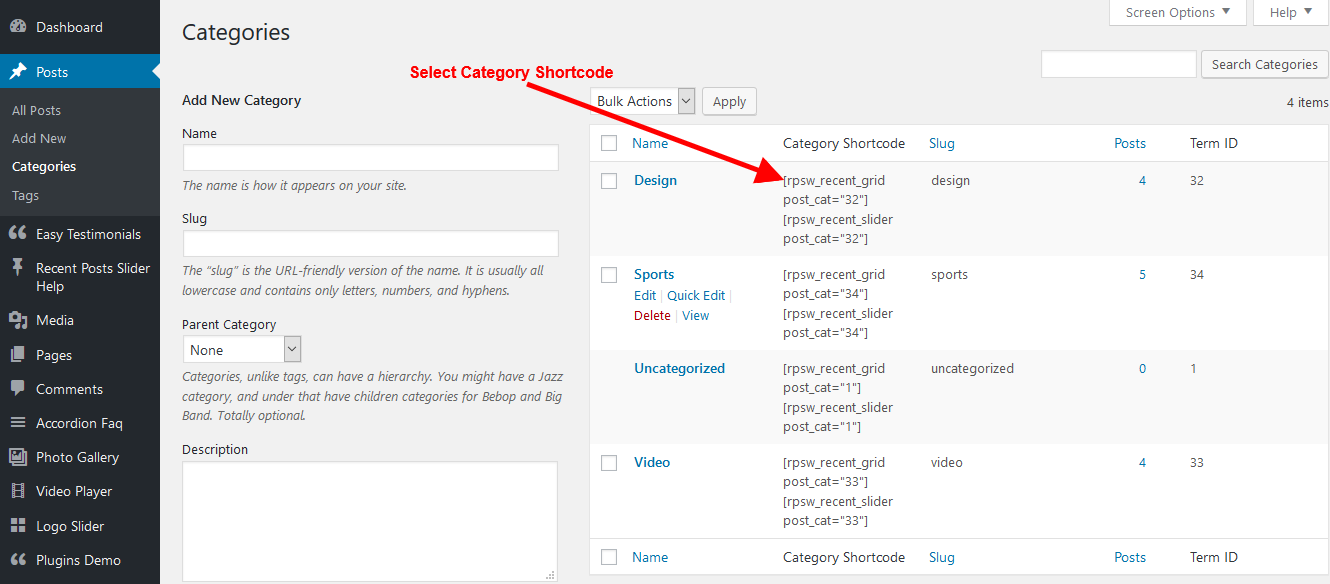 Dashboard
Posts
All Posts
Add New
Categories
Tags
Easy Testimonials
Recent Posts Slider
Help
Media
Pages
Comments
Accordion Faq
Photo Gallery
Video Player
Logo Slider
Plugins Demo
Screen Options
Help
Categories
Search Categories
Select Category Shortcode
Add New Category
Name
The name is how it appears on your site.
Slug
The “slug” is the URL-friendly version of the name. It is usually all
lowercase and contains only letters, numbers, and hyphens.
Parent Category
None
Categories, unlike tags, can have a hierarchy. You might have a Jazz
category, and under that have children categories for Bebop and Big
Band. Totally optional.
Description
Bulk Actions
Apply
4 items
Name Category Shortcode Slug Posts Term ID
Design [rpsw_recent_grid design 4 32
post_cat="32"]
[rpsw_recent_slider
post_cat="32"]
Sports [rpsw_recent_grid sports 5 34
Edit | Quick Edit | post_cat="34"]
Delete | View [rpsw_recent_slider
post_cat="34"]
Uncategorized [rpsw_recent_grid uncategorized 0 1
post_cat="1"]
[rpsw_recent_slider
post_cat="1"]
Video [rpsw_recent_grid video 4 33
post_cat="33"]
[rpsw_recent_slider
post_cat="33"]
Name Category Shortcode Slug Posts Term ID